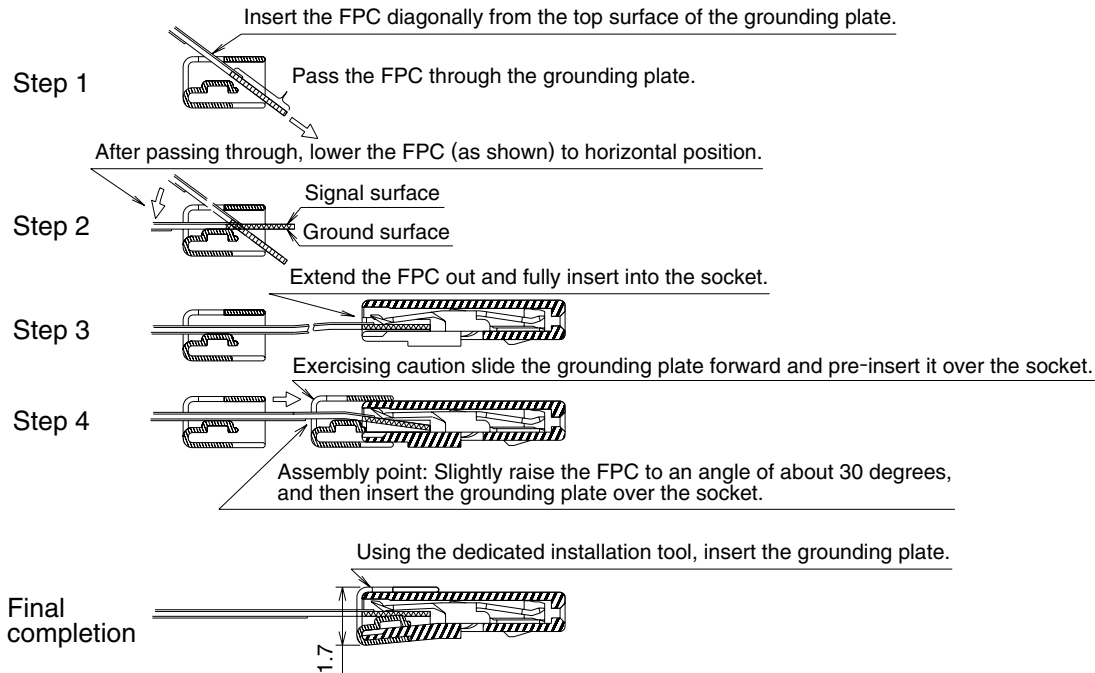 Insert the FPC diagonally from the top surface of the grounding plate.
Step 1
Pass the FPC through the grounding plate.
After passing through, lower the FPC (as shown) to horizontal position.
Step 2
Signal surface
Ground surface
Extend the FPC out and fully insert into the socket.
Step 3
Exercising caution slide the grounding plate forward and pre-insert it over the socket.
Step 4
Assembly point: Slightly raise the FPC to an angle of about 30 degrees,
and then insert the grounding plate over the socket.
Using the dedicated installation tool, insert the grounding plate.
Final
completion
1.7